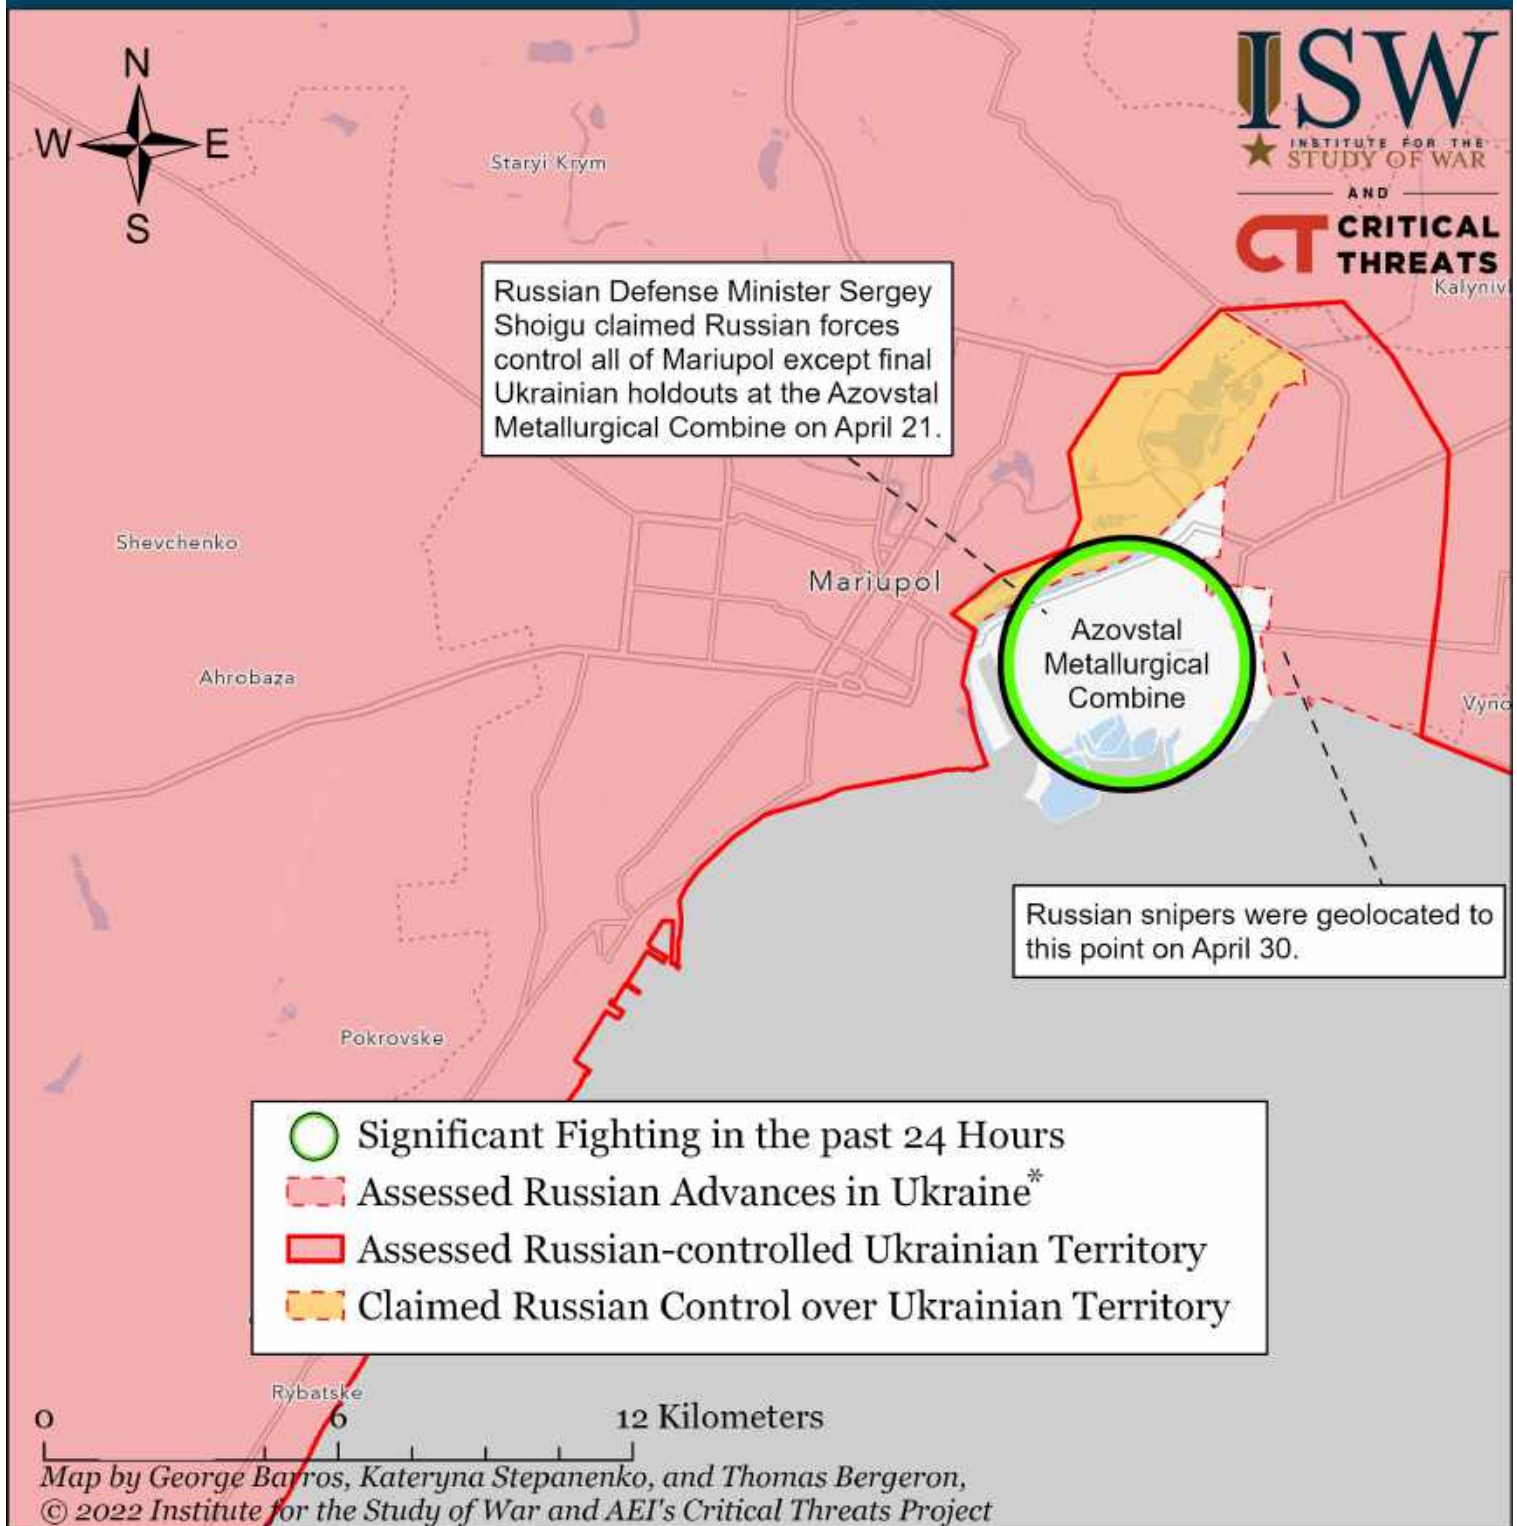 N
W E
S
ISW
INSTITUTE FOR THE
STUDY OF WAR
AND
CT CRITICAL
THREATS
Staryi Krym
Russian Defense Minister Sergey
Shoigu claimed Russian forces
control all of Mariupol except final
Ukrainian holdouts at the Azovstal
Metallurgical Combine on April 21.
Kalynivk
Shevchenko
Mariupol
Azovstal
Metallurgical
Combine
Ahrobaza
Vyno
Russian snipers were geolocated to
this point on April 30.
Pokrovske
Significant Fighting in the past 24 Hours
Assessed Russian Advances in Ukraine*
Assessed Russian-controlled Ukrainian Territory
Claimed Russian Control over Ukrainian Territory
Rybatske
0 6 12 Kilometers
Map by George Barros, Kateryna Stepanenko, and Thomas Bergeron,
© 2022 Institute for the Study of War and AEI's Critical Threats Project